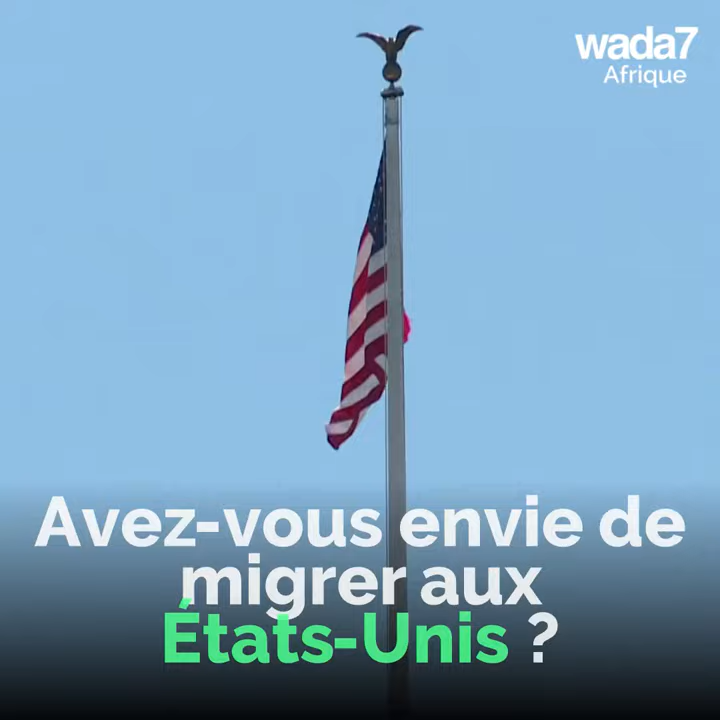 wada7
Afrique
Avez-vous envie de
migrer aux
États-Unis ?